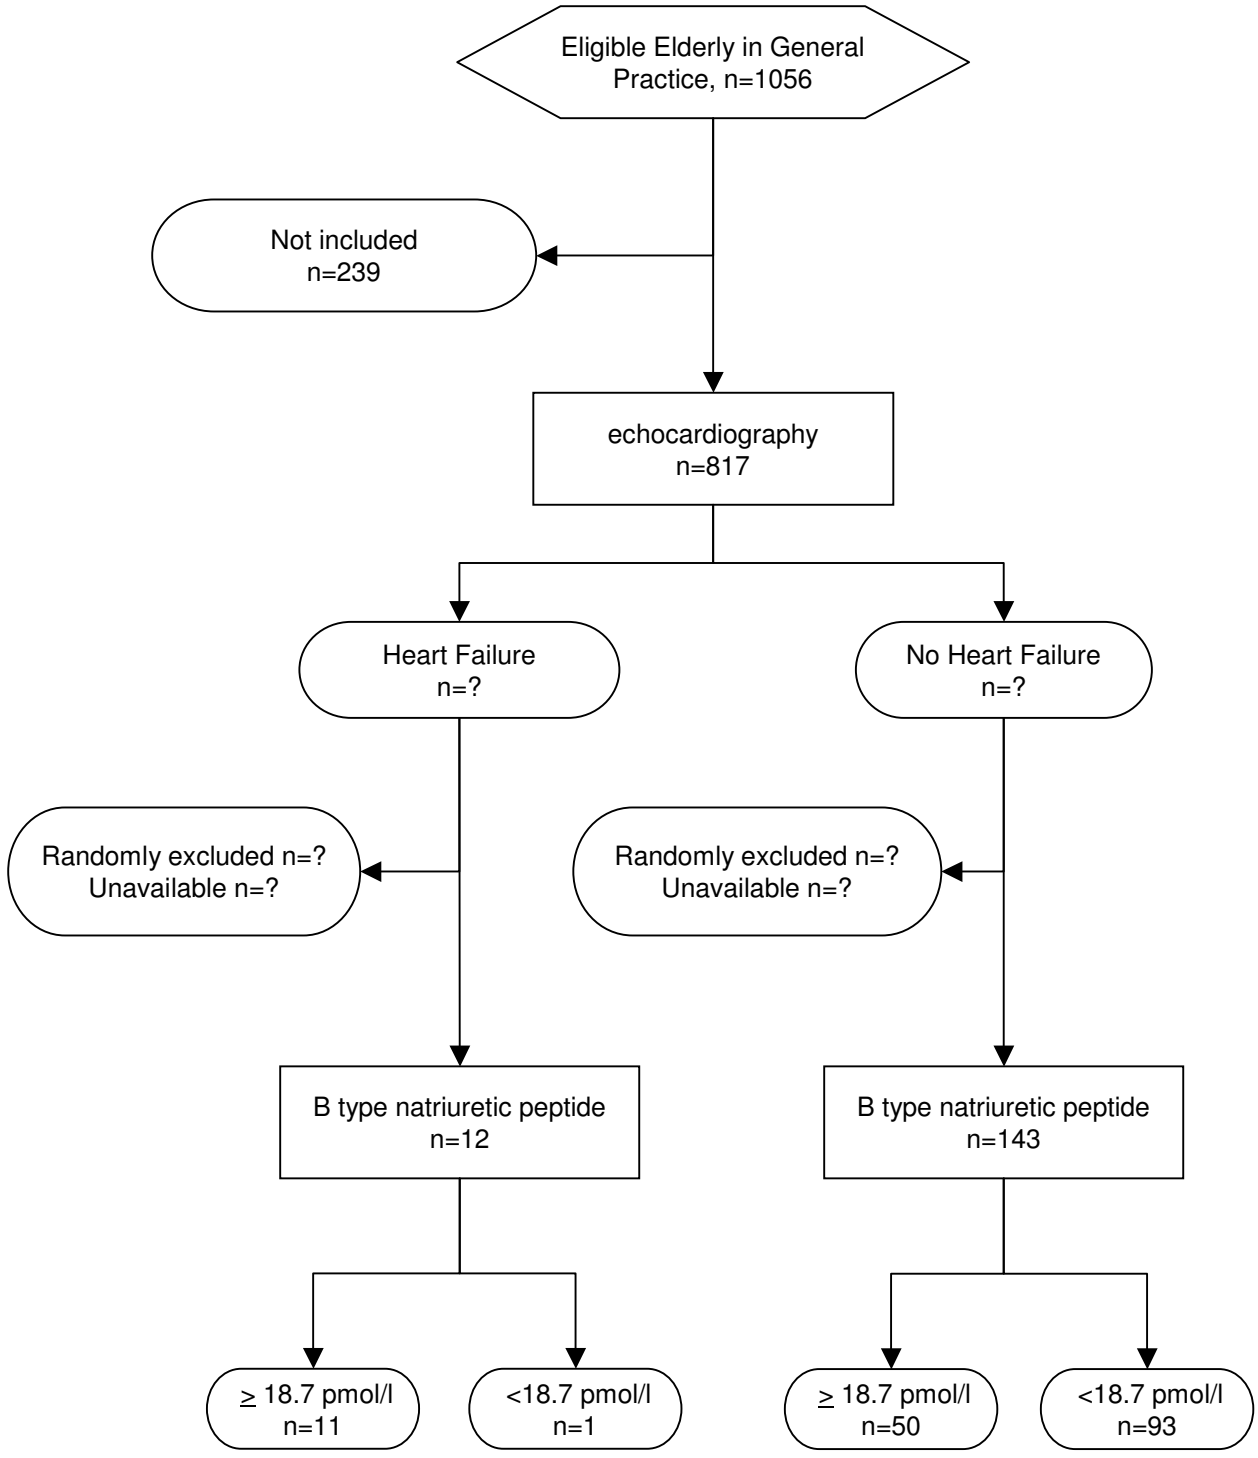 Eligible Elderly in General
Practice, n=1056
Not included
n=239
echocardiography
n=817
Heart Failure
n=?
No Heart Failure
n=?
Randomly excluded n=?
Unavailable n=?
Randomly excluded n=?
Unavailable n=?
B type natriuretic peptide
n=12
B type natriuretic peptide
n=143
≥ 18.7 pmol/l
n=11
<18.7 pmol/l
n=1
≥ 18.7 pmol/l
n=50
<18.7 pmol/l
n=93